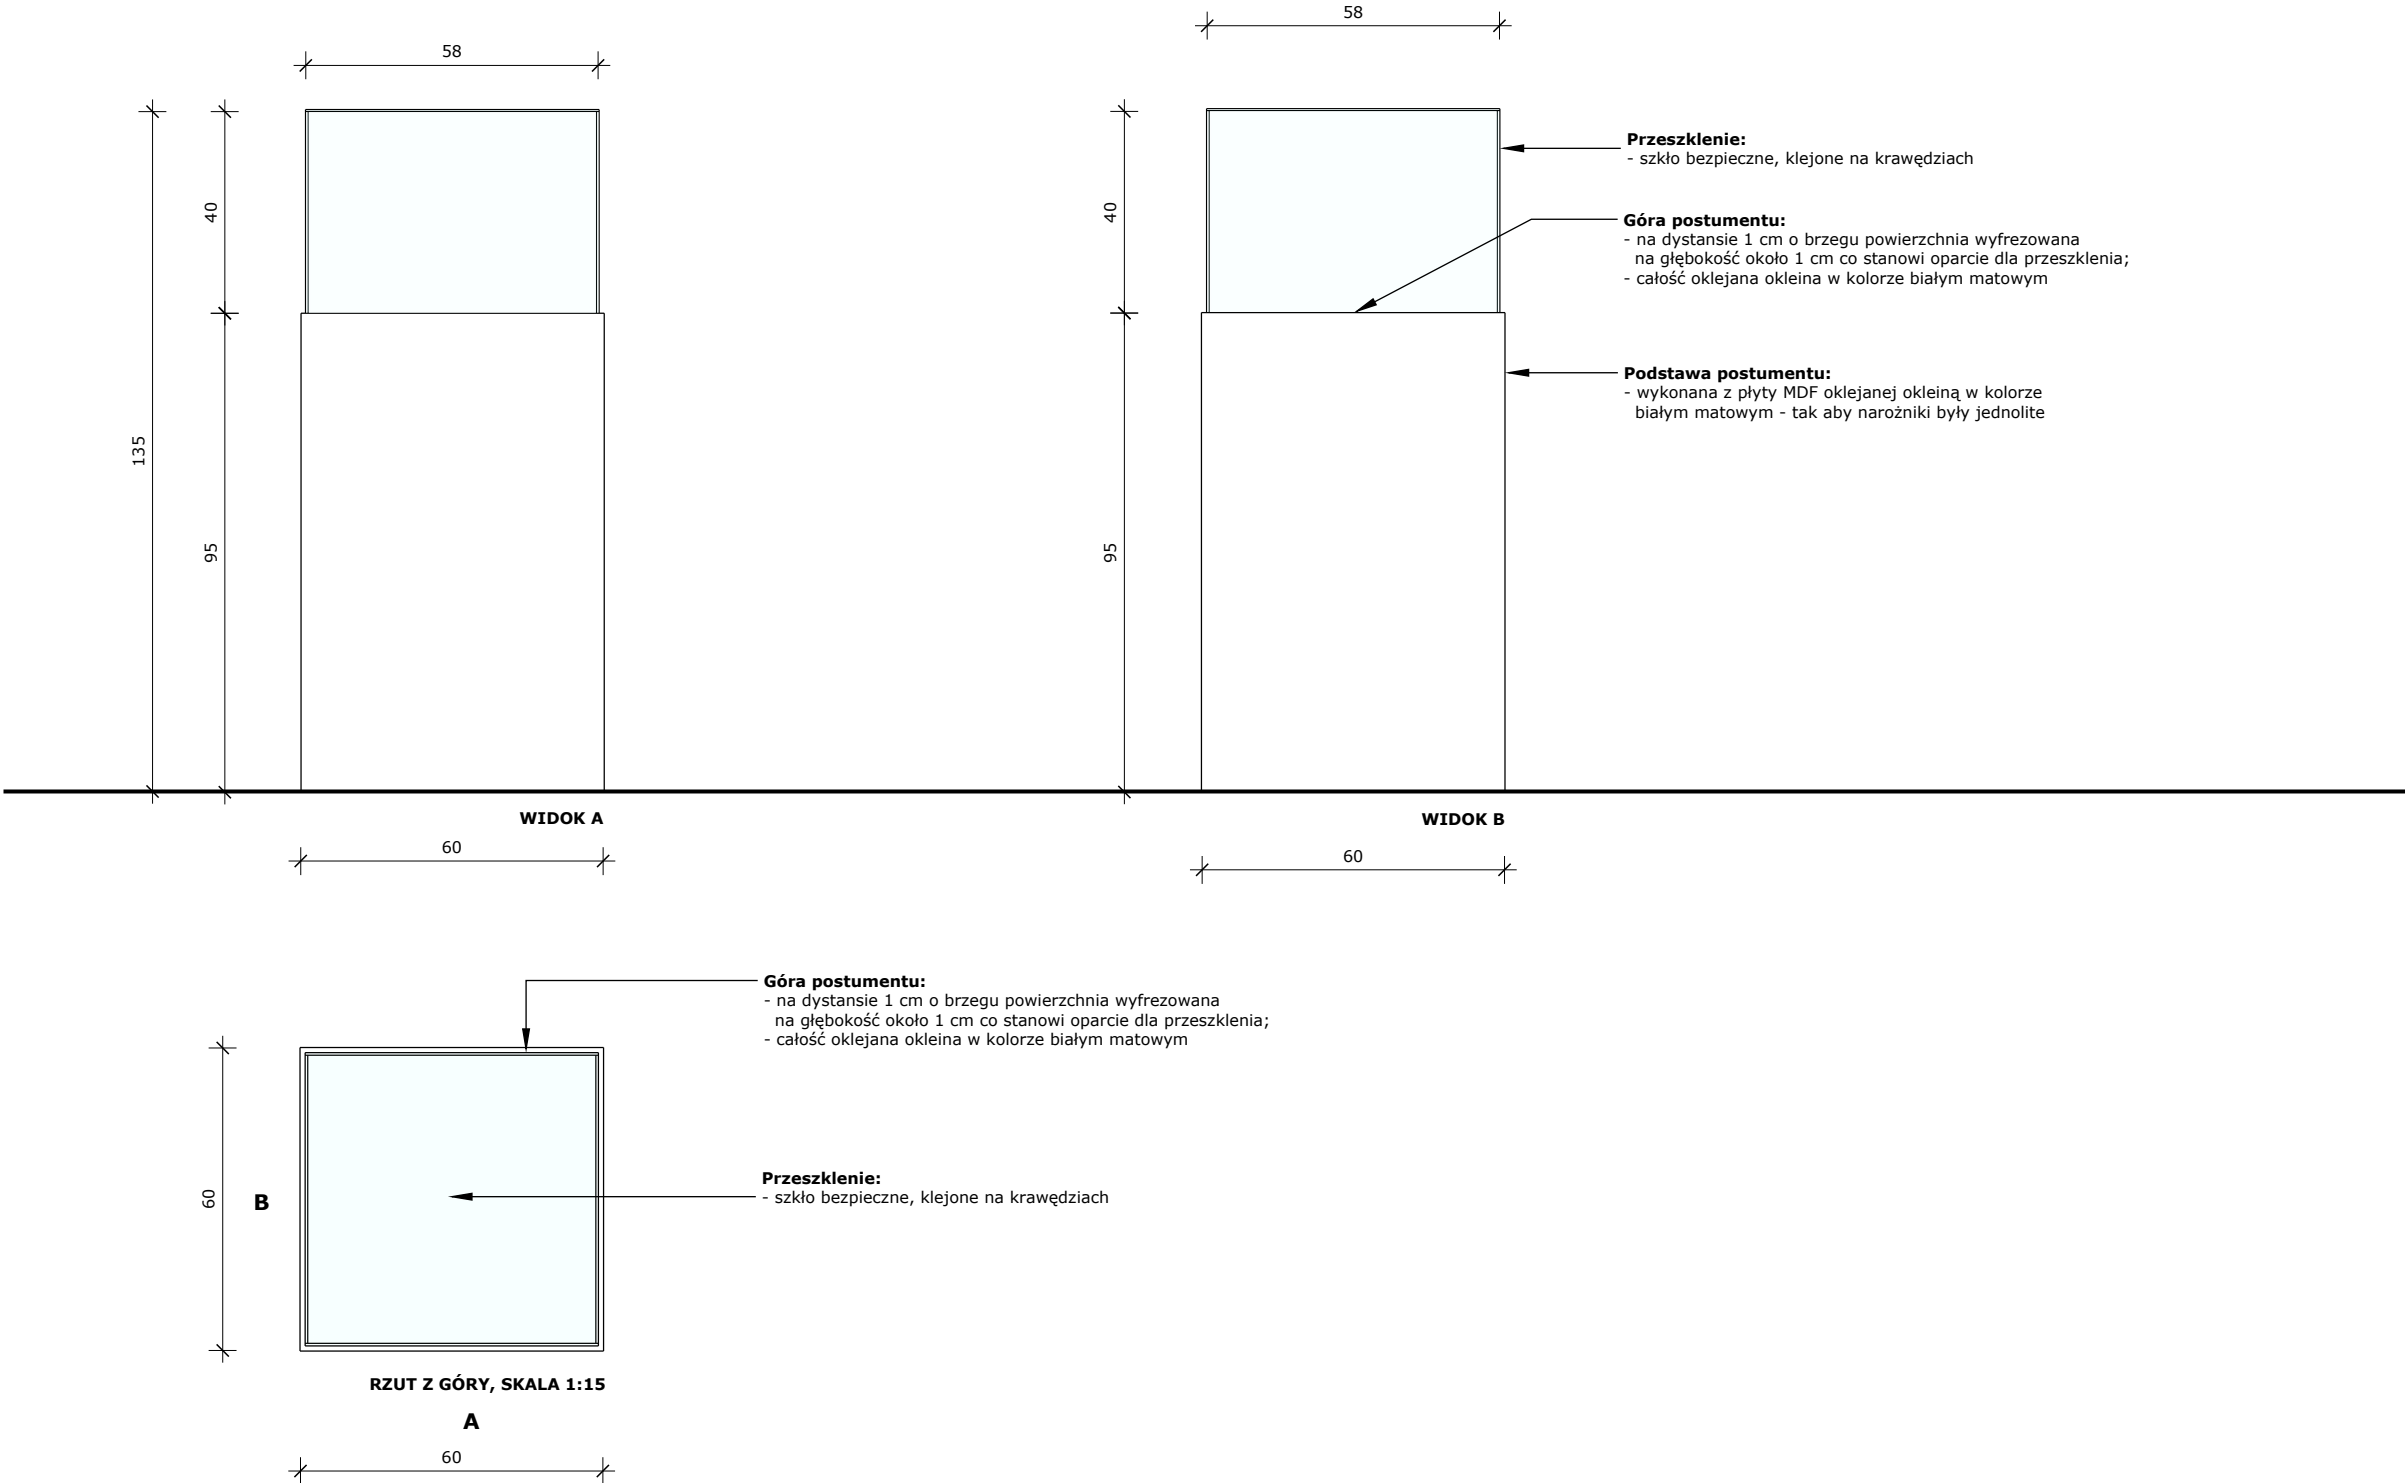 58
58
135
40
95
40
95
Przeszklenie:
- szkło bezpieczne, klejone na krawędziach
Góra postumentu:
- na dystansie 1 cm o brzegu powierzchnia wyfrezowana
na głębokość około 1 cm co stanowi oparcie dla przeszklenia;
- całość oklejana okleina w kolorze białym matowym
Podstawa postumentu:
- wykonana z płyty MDF oklejanej okleiną w kolorze
białym matowym - tak aby narożniki były jednolite
WIDOK A
60
WIDOK B
60
Góra postumentu:
- na dystansie 1 cm o brzegu powierzchnia wyfrezowana
na głębokość około 1 cm co stanowi oparcie dla przeszklenia;
- całość oklejana okleina w kolorze białym matowym
60
B
Przeszklenie:
- szkło bezpieczne, klejone na krawędziach
RZUT Z GÓRY, SKALA 1:15
A
60